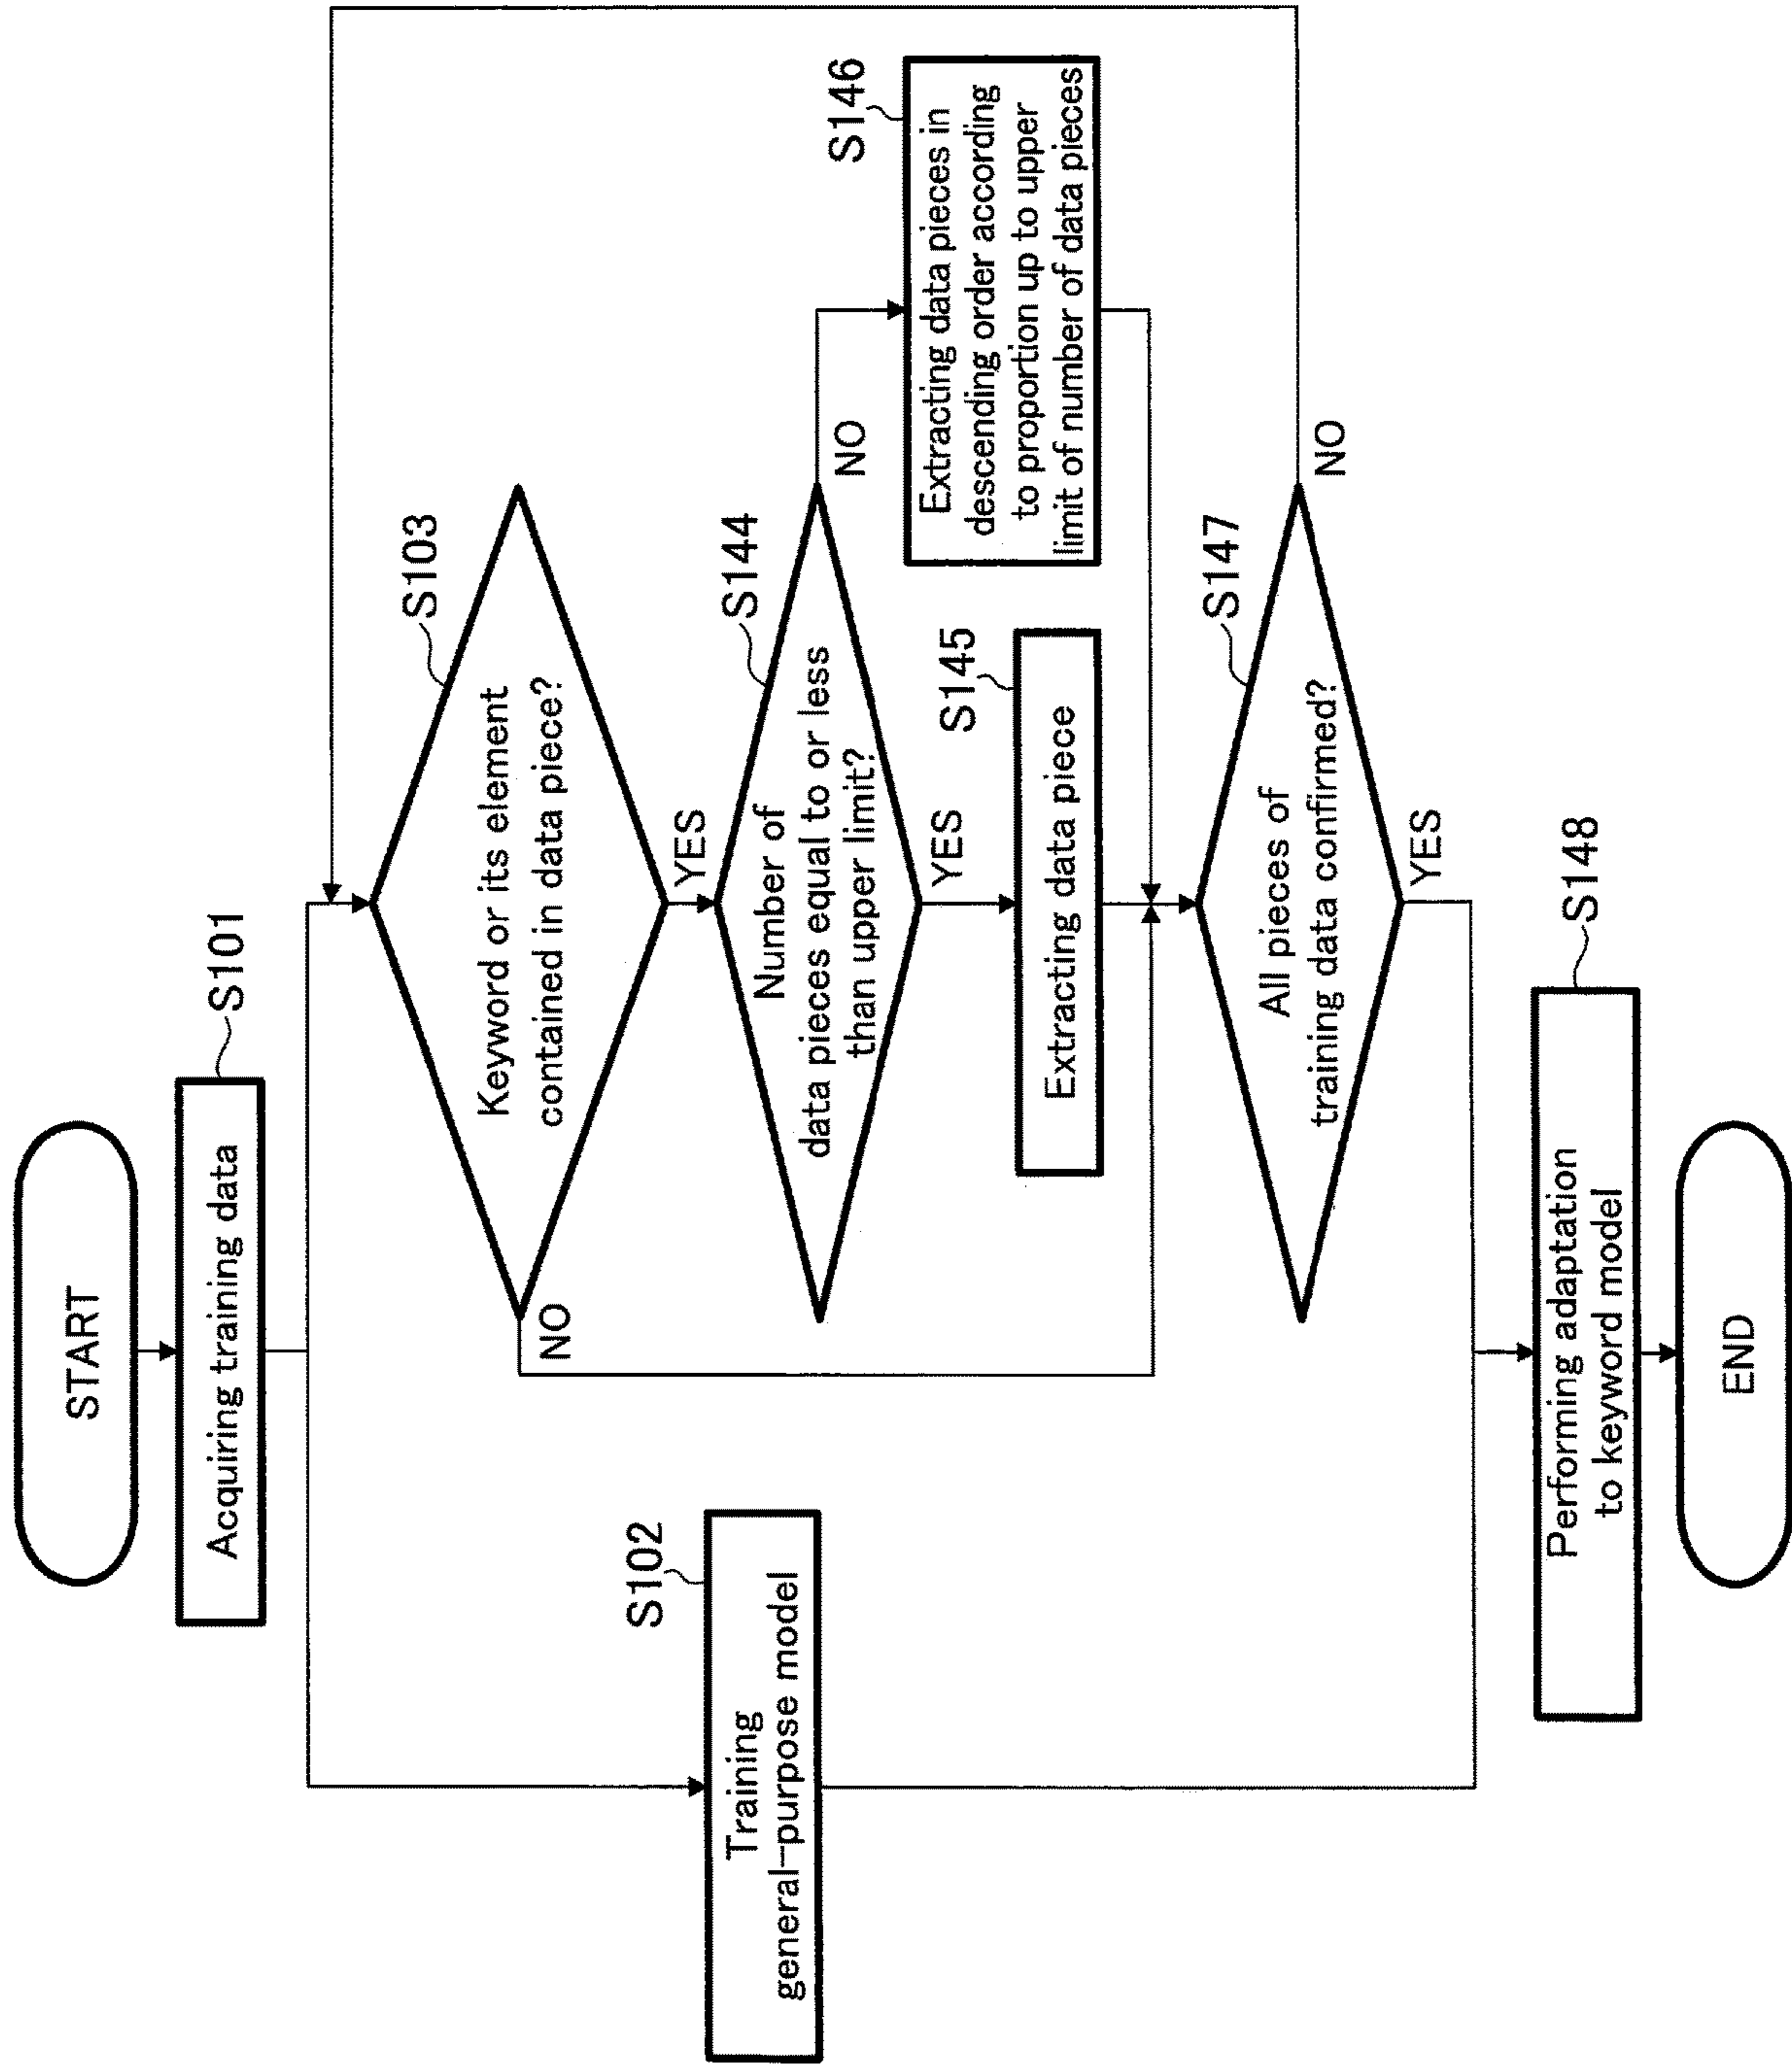 START
S101
Acquiring training data
S103
Keyword or its element
contained in data piece?
NO
YES
S102
Training
general-purpose model
S144
Number of
data pieces equal to or less
than upper limit?
NO
YES
S146
Extracting data pieces in
descending order according
to proportion up to upper
limit of number of data pieces
S145
Extracting data piece
S147
All pieces of
training data confirmed?
NO
YES
S148
Performing adaptation
to keyword model
END